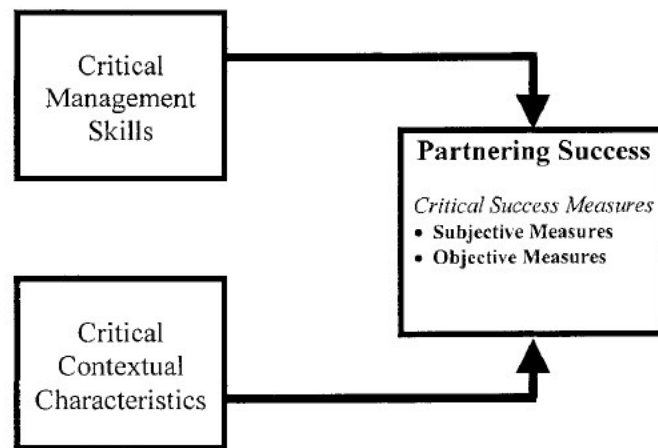 Critical
Management
Skills
Partnering Success
Critical Success Measures
• Subjective Measures
• Objective Measures
Critical
Contextual
Characteristics